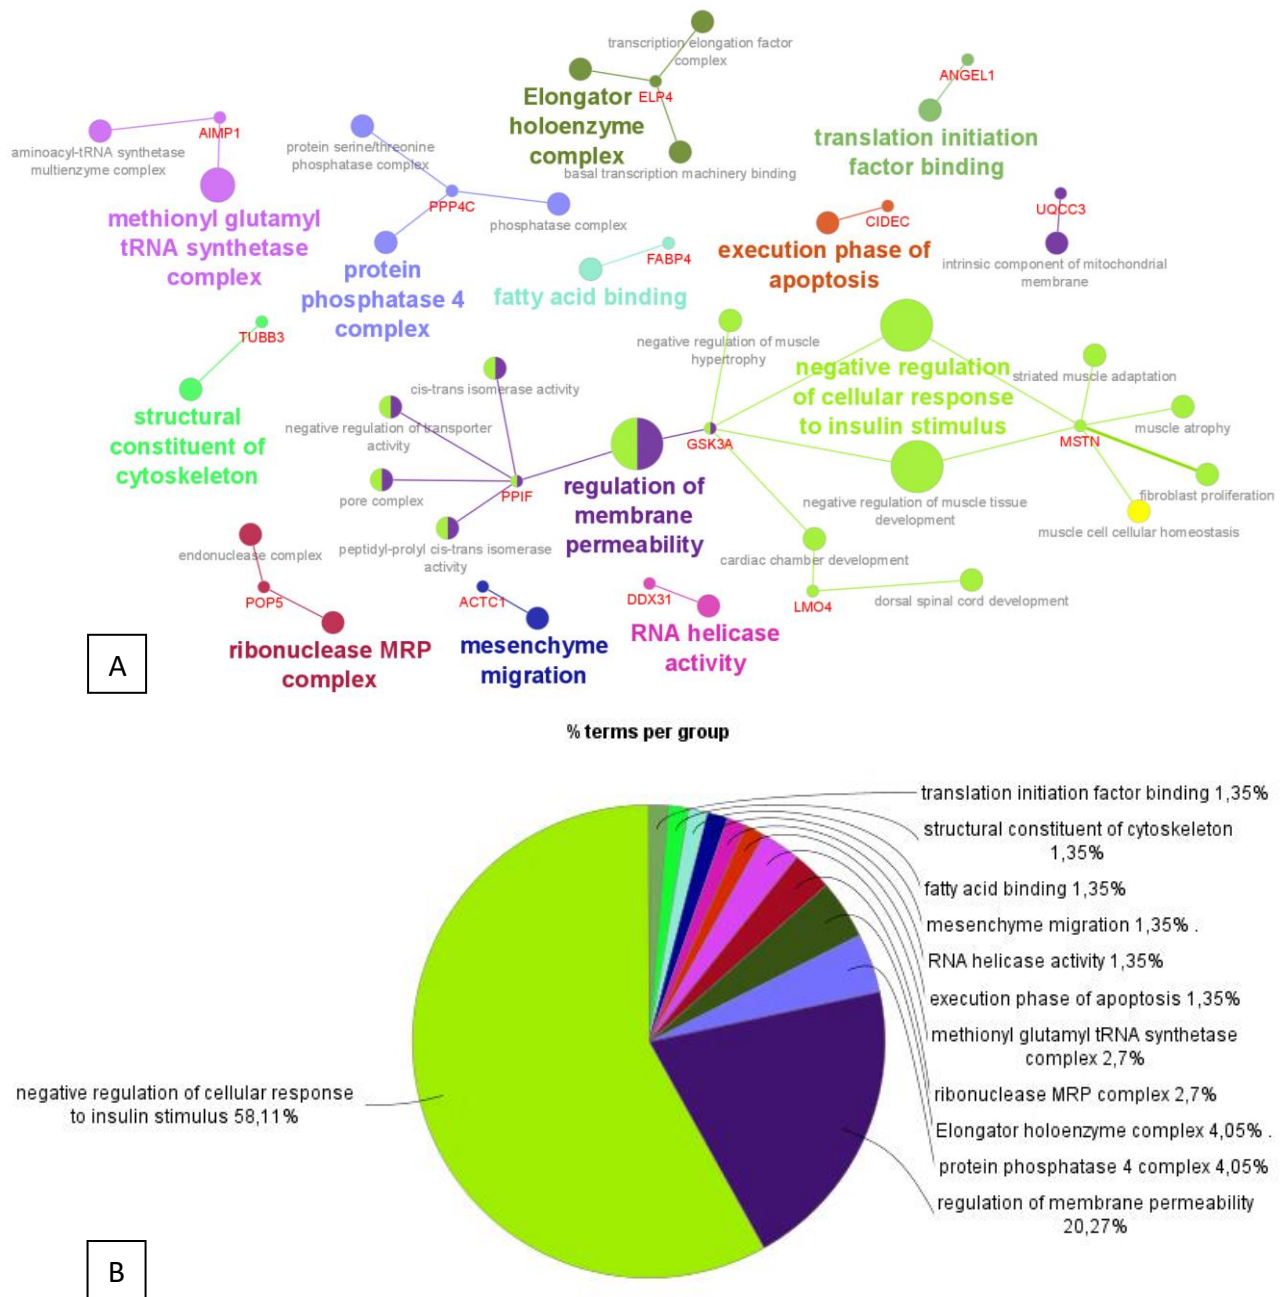 transcription elongation factor
complex
ELP4
Elongator
holoenzyme
complex
basal transcription machinery binding
ANGEL1
translation initiation
factor binding
AIMP1
aminoacyl-tRNA synthetase
multienzyme complex
methionyl glutamyl
tRNA synthetase
complex
protein serine/threonine
phosphatase complex
PPP4C
phosphatase complex
protein
phosphatase 4
complex
FABP4
fatty acid binding
CIDEC
execution phase of
apoptosis
UQCC3
intrinsic component of mitochondrial
membrane
TUBB3
structural
constituent of
cytoskeleton
cis-trans isomerase activity
negative regulation of transporter
activity
pore complex
PPIF
peptidyl-prolyl cis-trans isomerase
activity
regulation of
membrane
permeability
negative regulation of muscle
hypertrophy
GSK3A
negative regulation
of cellular response
to insulin stimulus
striated muscle adaptation
muscle atrophy
MSTN
fibroblast proliferation
muscle cell cellular homeostasis
negative regulation of muscle tissue
development
cardiac chamber development
LMO4
dorsal spinal cord development
endonuclease complex
POP5
ribonuclease MRP
complex
ACTC1
mesenchyme
migration
DDX31
RNA helicase
activity
A
% terms per group
translation initiation factor binding 1,35%
structural constituent of cytoskeleton
1,35%
fatty acid binding 1,35%
mesenchyme migration 1,35% .
RNA helicase activity 1,35%
execution phase of apoptosis 1,35%
methionyl glutamyl tRNA synthetase
complex 2,7%
ribonuclease MRP complex 2,7%
Elongator holoenzyme complex 4,05% .
protein phosphatase 4 complex 4,05%
regulation of membrane permeability
20,27%
negative regulation of cellular response
to insulin stimulus 58,11%
B